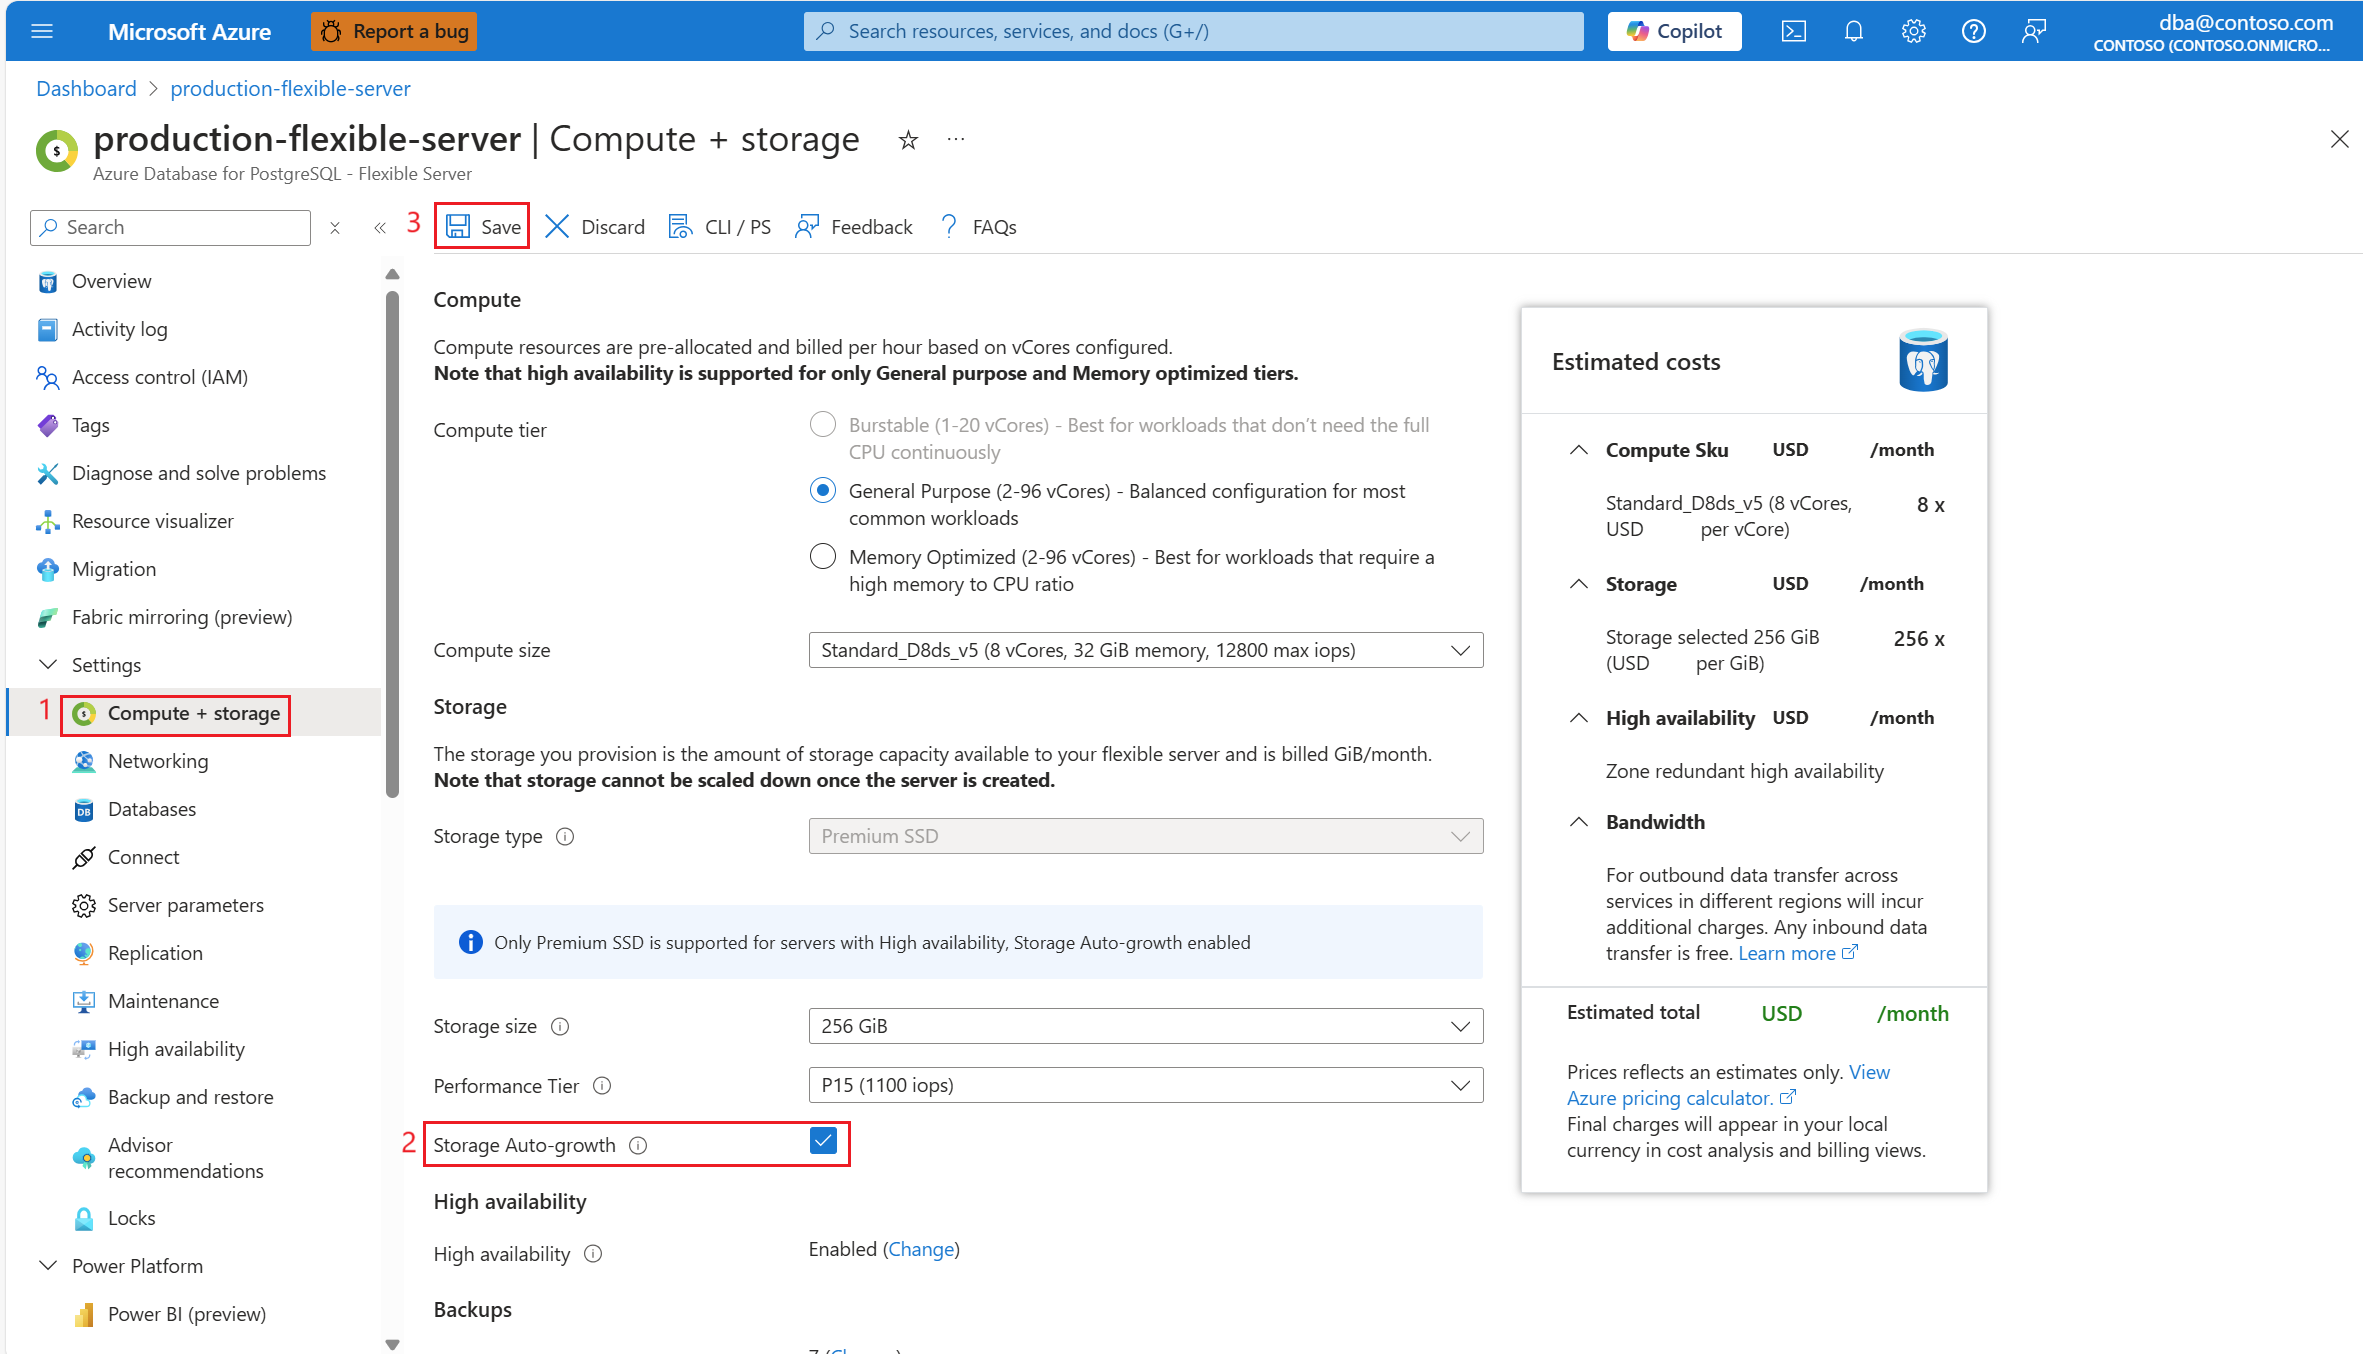 Microsoft Azure
Report a bug
Search resources, services, and docs (G+/)
Copilot
dba@contoso.com
CONTOSO (CONTOSO.ONMICRO...
Dashboard > production-flexible-server
production-flexible-server | Compute + storage
Azure Database for PostgreSQL - Flexible Server
Search
3
Save
Discard
CLI / PS
Feedback
FAQs
Overview
Activity log
Access control (IAM)
Tags
Diagnose and solve problems
Resource visualizer
Migration
Fabric mirroring (preview)
Settings
1
Compute + storage
Networking
Databases
Connect
Server parameters
Replication
Maintenance
High availability
Backup and restore
Advisor
recommendations
Locks
Power Platform
Power BI (preview)
Compute
Compute resources are pre-allocated and billed per hour based on vCores configured.
Note that high availability is supported for only General purpose and Memory optimized tiers.
Compute tier
Burstable (1-20 vCores) - Best for workloads that don't need the full
CPU continuously
General Purpose (2-96 vCores) - Balanced configuration for most
common workloads
Memory Optimized (2-96 vCores) - Best for workloads that require a
high memory to CPU ratio
Compute size
Standard_D8ds_v5 (8 vCores, 32 GiB memory, 12800 max iops)
Storage
The storage you provision is the amount of storage capacity available to your flexible server and is billed GiB/month.
Note that storage cannot be scaled down once the server is created.
Storage type
Premium SSD
Only Premium SSD is supported for servers with High availability, Storage Auto-growth enabled
Storage size
256 GiB
Performance Tier
P15 (1100 iops)
2
Storage Auto-growth
High availability
High availability
Enabled (Change)
Backups
Estimated costs
Compute Sku USD /month
Standard_D8ds_v5 (8 vCores, 8 x
USD per vCore)
Storage USD /month
Storage selected 256 GiB 256 x
(USD per GiB)
High availability USD /month
Zone redundant high availability
Bandwidth
For outbound data transfer across
services in different regions will incur
additional charges. Any inbound data
transfer is free. Learn more
Estimated total USD /month
Prices reflects an estimates only. View
Azure pricing calculator.
Final charges will appear in your local
currency in cost analysis and billing views.